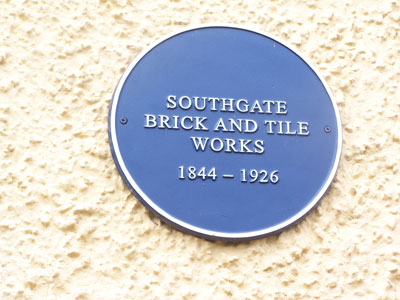 SOUTHGATE
BRICK AND TILE
WORKS
1844 – 1926